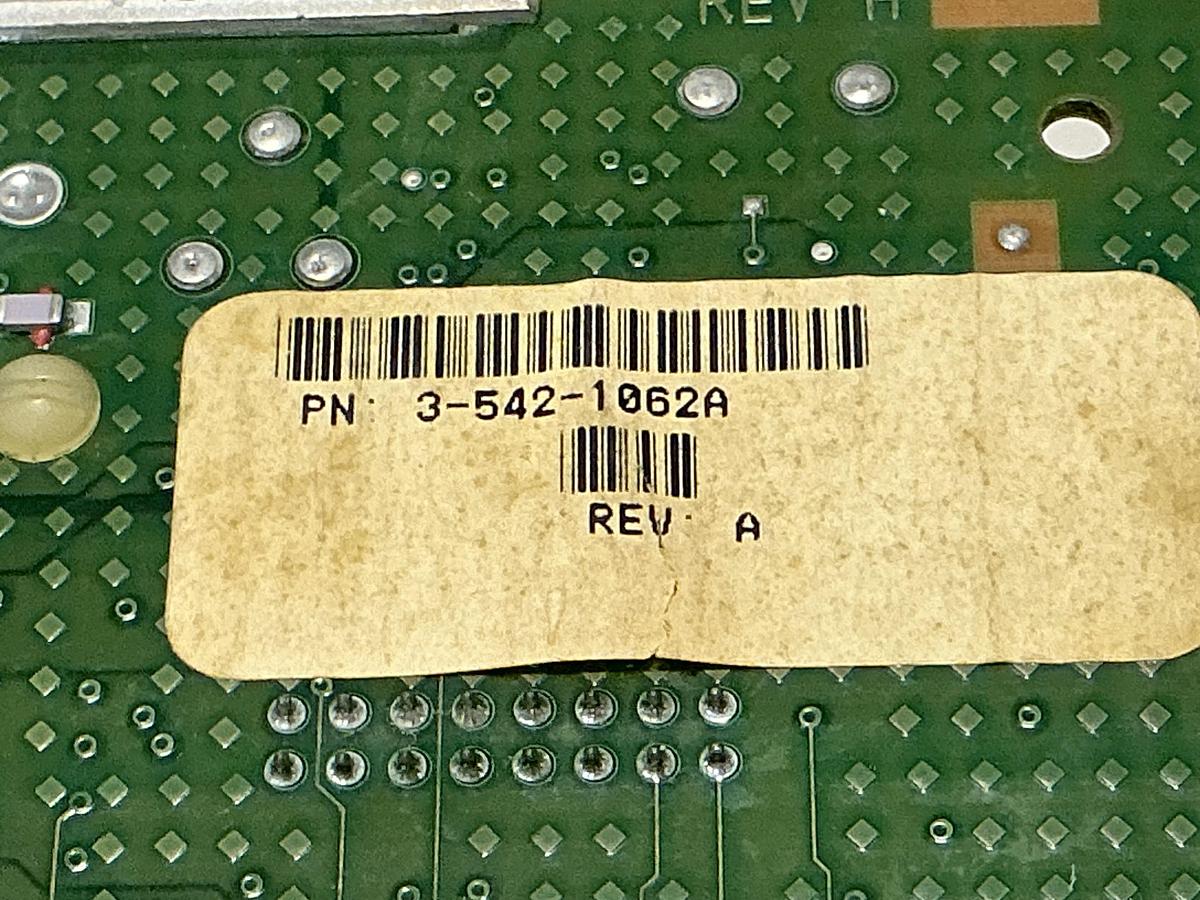 REV H
PN: 3-542-1062A
REV: A